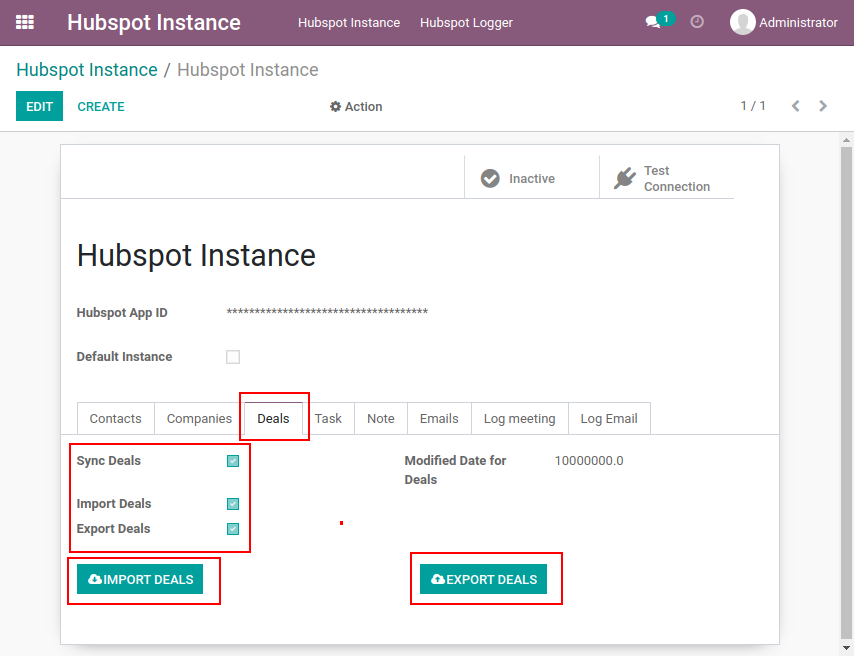 Hubspot Instance Hubspot Instance Hubspot Logger 1 Administrator
Hubspot Instance / Hubspot Instance
EDIT CREATE Action 1 / 1
Inactive
Test
Connection
Hubspot Instance
Hubspot App ID ************************************
Default Instance
Contacts Companies Deals Task Note Emails Log meeting Log Email
Sync Deals
Modified Date for
Deals
10000000.0
Import Deals
Export Deals
IMPORT DEALS EXPORT DEALS